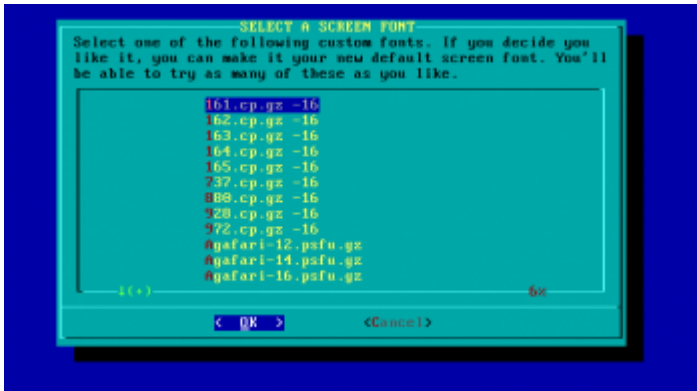 SELECT A SCREEN FONT
Select one of the following custom fonts. If you decide you
like it, you can make it your new default screen font. You'll
be able to try as many of these as you like.
161.cp.gz -16
162.cp.gz -16
163.cp.gz -16
164.cp.gz -16
165.cp.gz -16
737.cp.gz -16
880.cp.gz -16
928.cp.gz -16
972.cp.gz -16
Agafari-12.psfu.gz
Agafari-14.psfu.gz
Agafari-16.psfu.gz
↓(+) 6%
< OK > <Cancel>